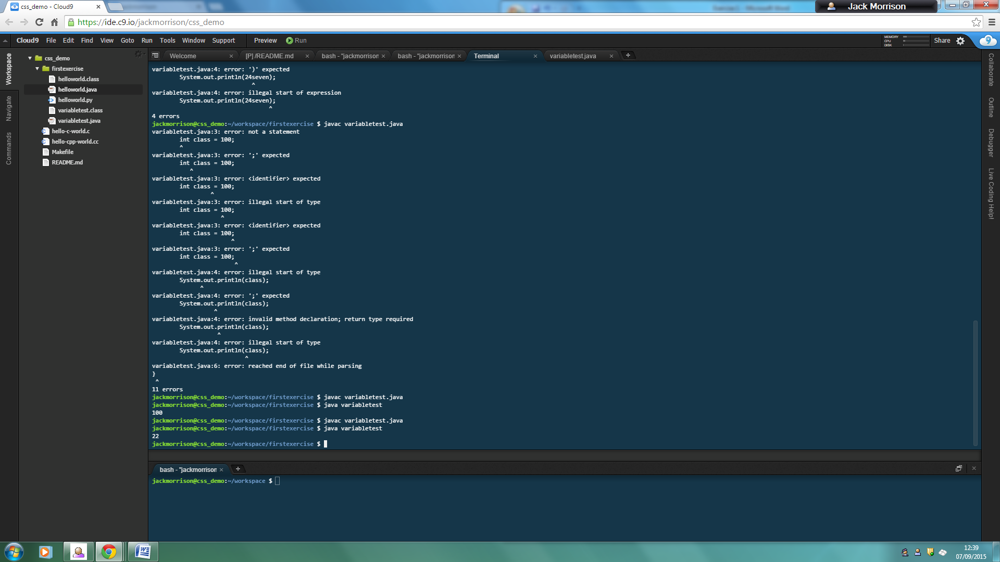 css_demo - Cloud9
Jack Morrison
https://ide.c9.io/jackmorrison/css_demo
Cloud9 File Edit Find View Goto Run Tools Window Support Preview Run
MEMORY
CPU
DISK
Share
Workspace
Navigate
Commands
css_demo
firstexercise
helloworld.class
helloworld.java
helloworld.py
variabletest.class
variabletest.java
hello-c-world.c
hello-cpp-world.cc
Makefile
README.md
Welcome [P] /README.md bash - "jackmorrison bash - "jackmorrison Terminal variabletest.java
variabletest.java:4: error: ')' expected
System.out.println(24seven);
^
variabletest.java:4: error: illegal start of expression
System.out.println(24seven);
^
4 errors
jackmorrison@css_demo:~/workspace/firstexercise $ javac variabletest.java
variabletest.java:3: error: not a statement
int class = 100;
^
variabletest.java:3: error: ';' expected
int class = 100;
^
variabletest.java:3: error: <identifier> expected
int class = 100;
^
variabletest.java:3: error: illegal start of type
int class = 100;
^
variabletest.java:3: error: <identifier> expected
int class = 100;
^
variabletest.java:3: error: ';' expected
int class = 100;
^
variabletest.java:4: error: illegal start of type
System.out.println(class);
^
variabletest.java:4: error: ';' expected
System.out.println(class);
^
variabletest.java:4: error: invalid method declaration; return type required
System.out.println(class);
^
variabletest.java:4: error: illegal start of type
System.out.println(class);
^
variabletest.java:6: error: reached end of file while parsing
}
^
11 errors
jackmorrison@css_demo:~/workspace/firstexercise $ javac variabletest.java
jackmorrison@css_demo:~/workspace/firstexercise $ java variabletest
100
jackmorrison@css_demo:~/workspace/firstexercise $ javac variabletest.java
jackmorrison@css_demo:~/workspace/firstexercise $ java variabletest
22
jackmorrison@css_demo:~/workspace/firstexercise $
bash - "jackmorrison
jackmorrison@css_demo:~/workspace $
Collaborate
Outline
Debugger
Live Coding Help!
12:39
07/09/2015